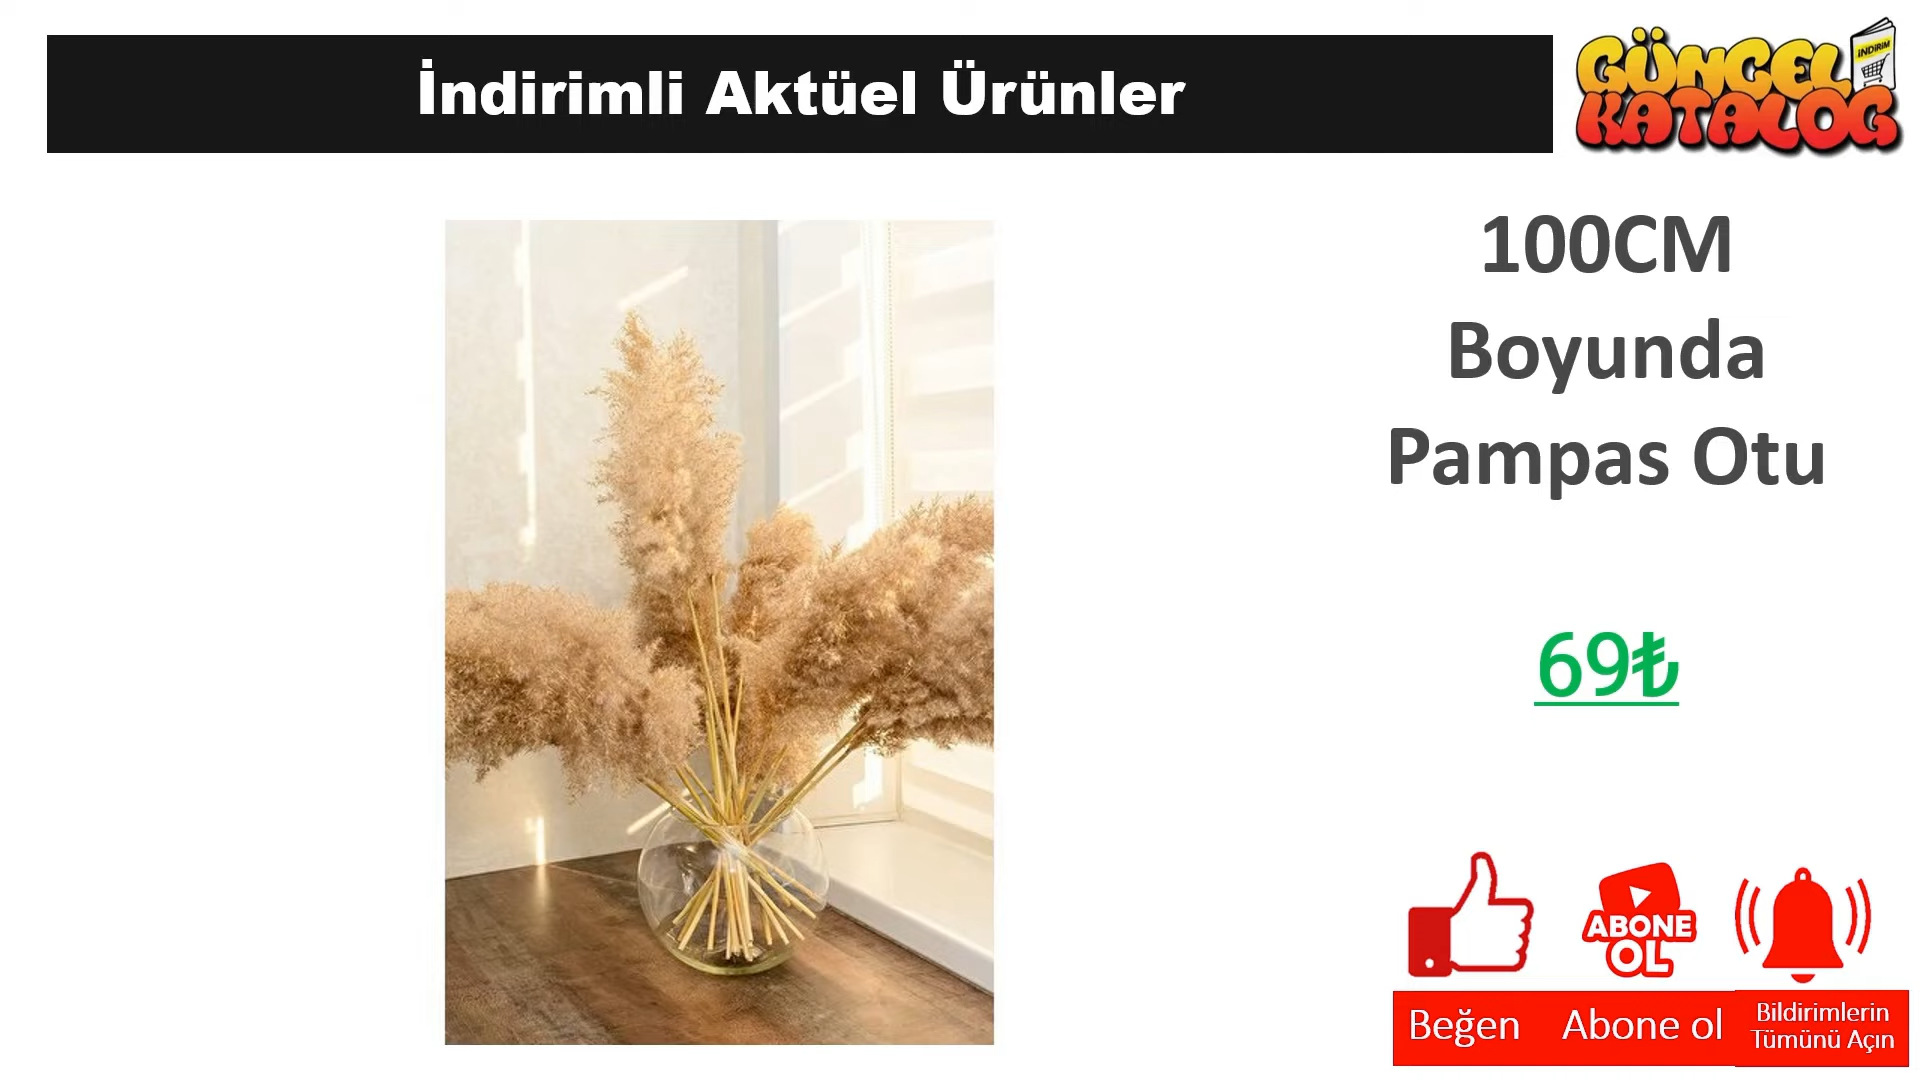 İndirimli Aktüel Ürünler
GÜNCEL
KATALOG
İNDİRİM
100CM
Boyunda
Pampas Otu
69₺
ABONE
OL
Beğen
Abone ol
Bildirimlerin
Tümünü Açın